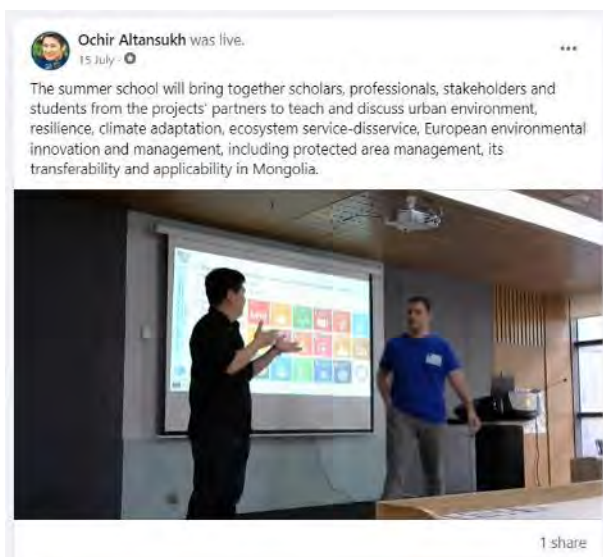 Ochir Altansukh was live.
15 July ·
The summer school will bring together scholars, professionals, stakeholders and
students from the projects' partners to teach and discuss urban environment,
resilience, climate adaptation, ecosystem service-disservice, European environmental
innovation and management, including protected area management, its
transferability and applicability in Mongolia.
1 share